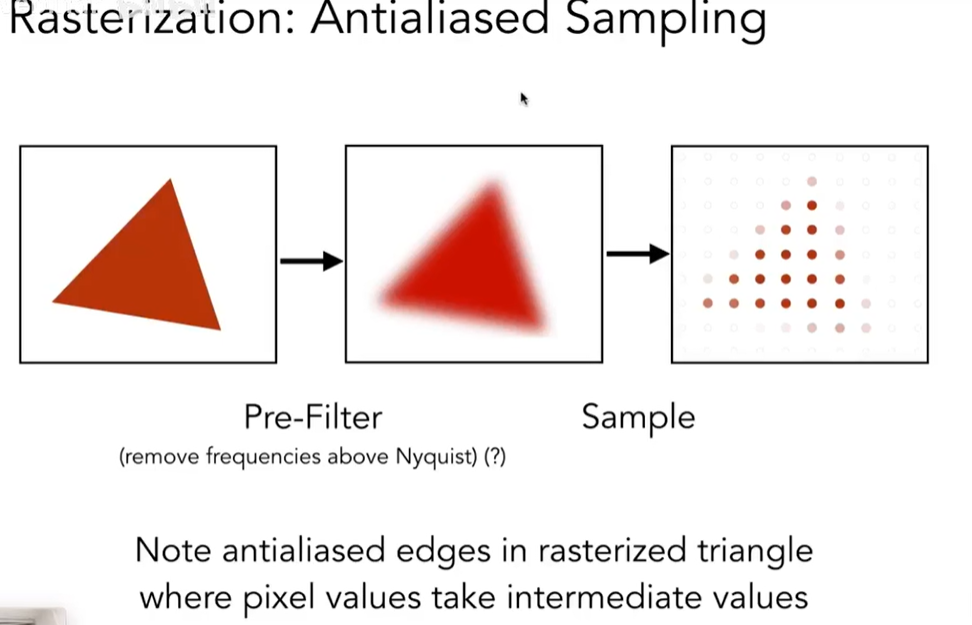 Rasterization: Antialiased Sampling
Pre-Filter
Sample
(remove frequencies above Nyquist) (?)
Note antialiased edges in rasterized triangle
where pixel values take intermediate values